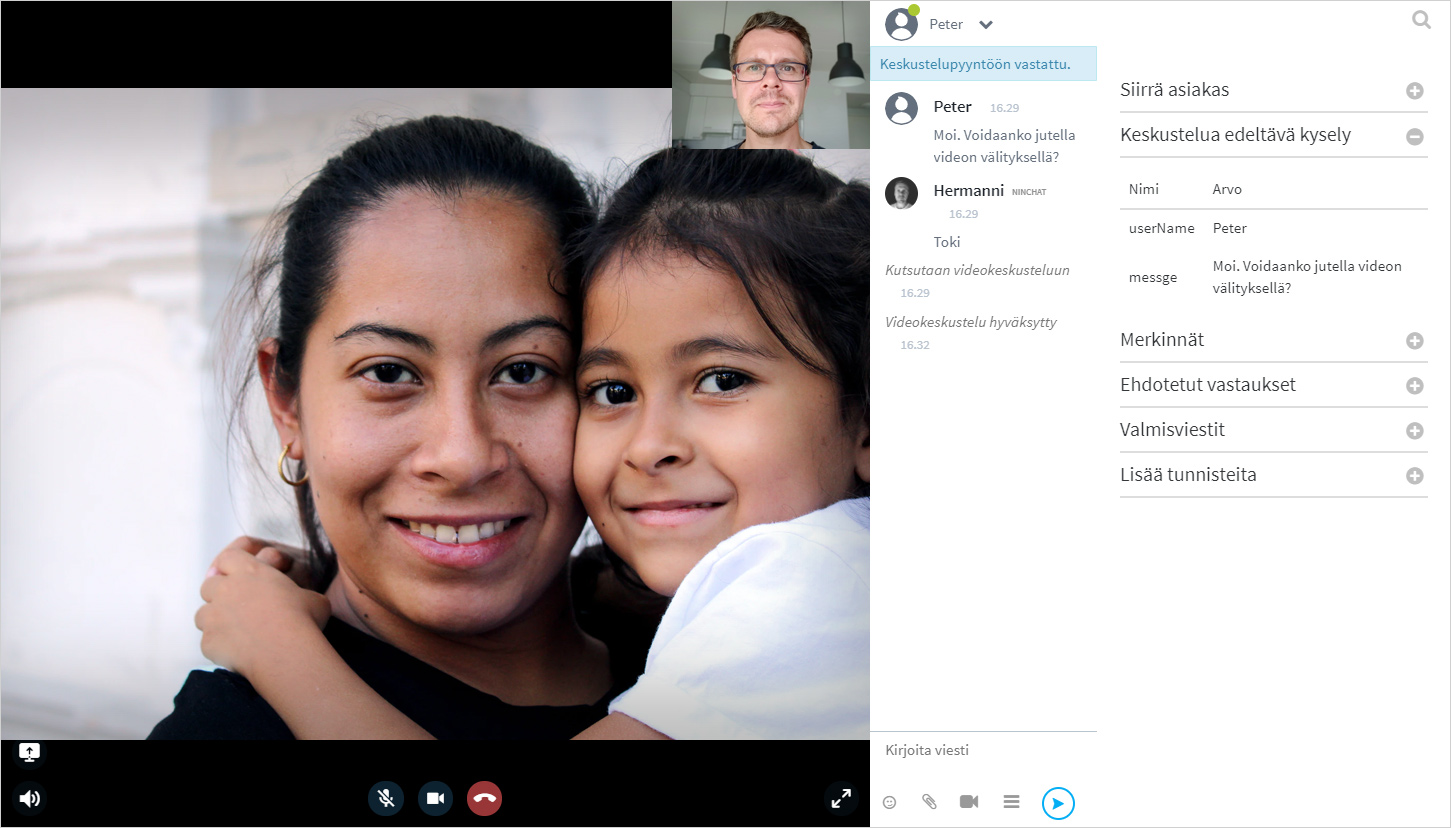 Peter
Keskustelupyyntöön vastattu.
Peter 16.29
Moi. Voidaanko jutella
videon välityksellä?
Hermanni NINCHAT
16.29
Toki
Kutsutaan videokeskusteluun
16.29
Videokeskustelu hyväksytty
16.32
Kirjoita viesti
Siirrä asiakas
Keskustelua edeltävä kysely
Nimi Arvo
userName Peter
messge Moi. Voidaanko jutella videon
välityksellä?
Merkinnät
Ehdotetut vastaukset
Valmisviestit
Lisää tunnisteita